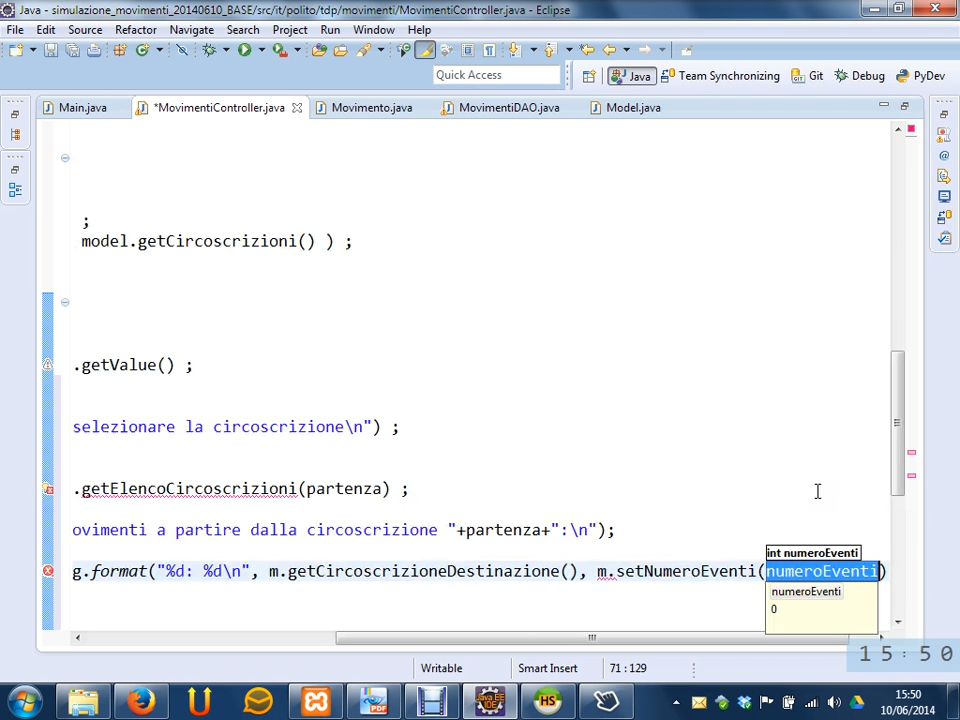 Java - simulazione_movimenti_20140610_BASE/src/it/polito/tdp/movimenti/MovimentiController.java - Eclipse
File Edit Source Refactor Navigate Search Project Run Window Help
Quick Access
Java Team Synchronizing Git Debug PyDev
Main.java *MovimentiController.java Movimento.java MovimentiDAO.java Model.java
;
model.getCircoscrizioni() ) ;
.getValue() ;
selezionare la circoscrizione\n") ;
.getElencoCircoscrizioni(partenza) ;
ovimenti a partire dalla circoscrizione "+partenza+":\n");
int numeroEventi
g.format("%d: %d\n", m.getCircoscrizioneDestinazione(), m.setNumeroEventi(numeroEventi)
numeroEventi
0
15:50
Writable Smart Insert 71 : 129
15:50
10/06/2014